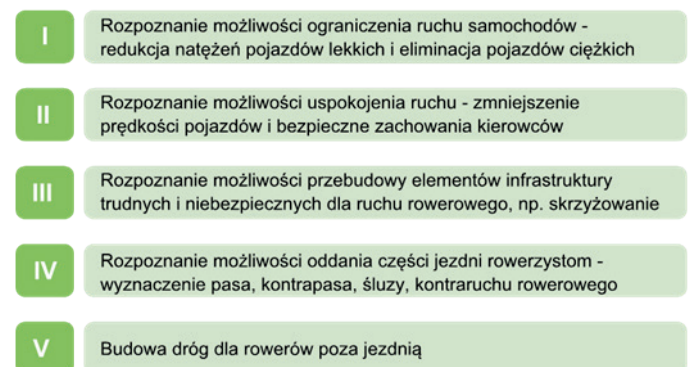 I
Rozpoznanie możliwości ograniczenia ruchu samochodów -
redukcja natężeń pojazdów lekkich i eliminacja pojazdów ciężkich
II
Rozpoznanie możliwości uspokojenia ruchu - zmniejszenie
prędkości pojazdów i bezpieczne zachowania kierowców
III
Rozpoznanie możliwości przebudowy elementów infrastruktury
trudnych i niebezpiecznych dla ruchu rowerowego, np. skrzyżowanie
IV
Rozpoznanie możliwości oddania części jezdni rowerzystom -
wyznaczenie pasa, kontrapasa, śluzy, kontraruchu rowerowego
V
Budowa dróg dla rowerów poza jezdnią